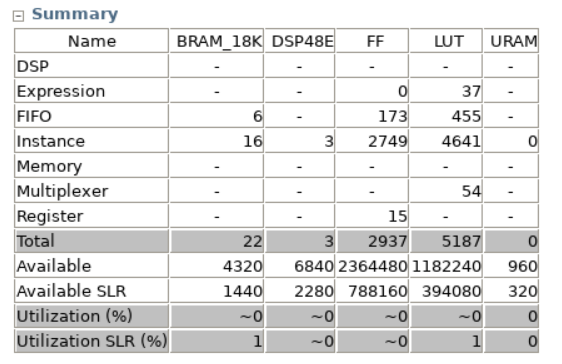 Summary
Name BRAM_18K DSP48E FF LUT URAM
DSP - - - - -
Expression - - 0 37 -
FIFO 6 - 173 455 -
Instance 16 3 2749 4641 0
Memory - - - - -
Multiplexer - - - 54 -
Register - - 15 - -
Total 22 3 2937 5187 0
Available 4320 6840 2364480 1182240 960
Available SLR 1440 2280 788160 394080 320
Utilization (%) ~0 ~0 ~0 ~0 0
Utilization SLR (%) 1 ~0 ~0 1 0